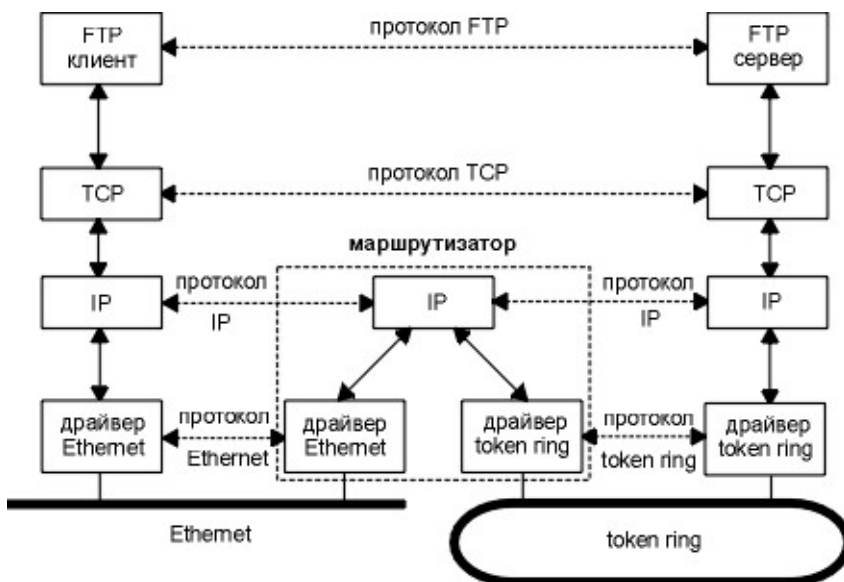 FTP
клиент
протокол FTP
FTP
сервер
TCP
протокол TCP
TCP
маршрутизатор
IP
протокол
IP
IP
протокол
IP
IP
драйвер
Ethernet
протокол
Ethernet
драйвер
Ethernet
драйвер
token ring
протокол
token ring
драйвер
token ring
Ethernet
token ring